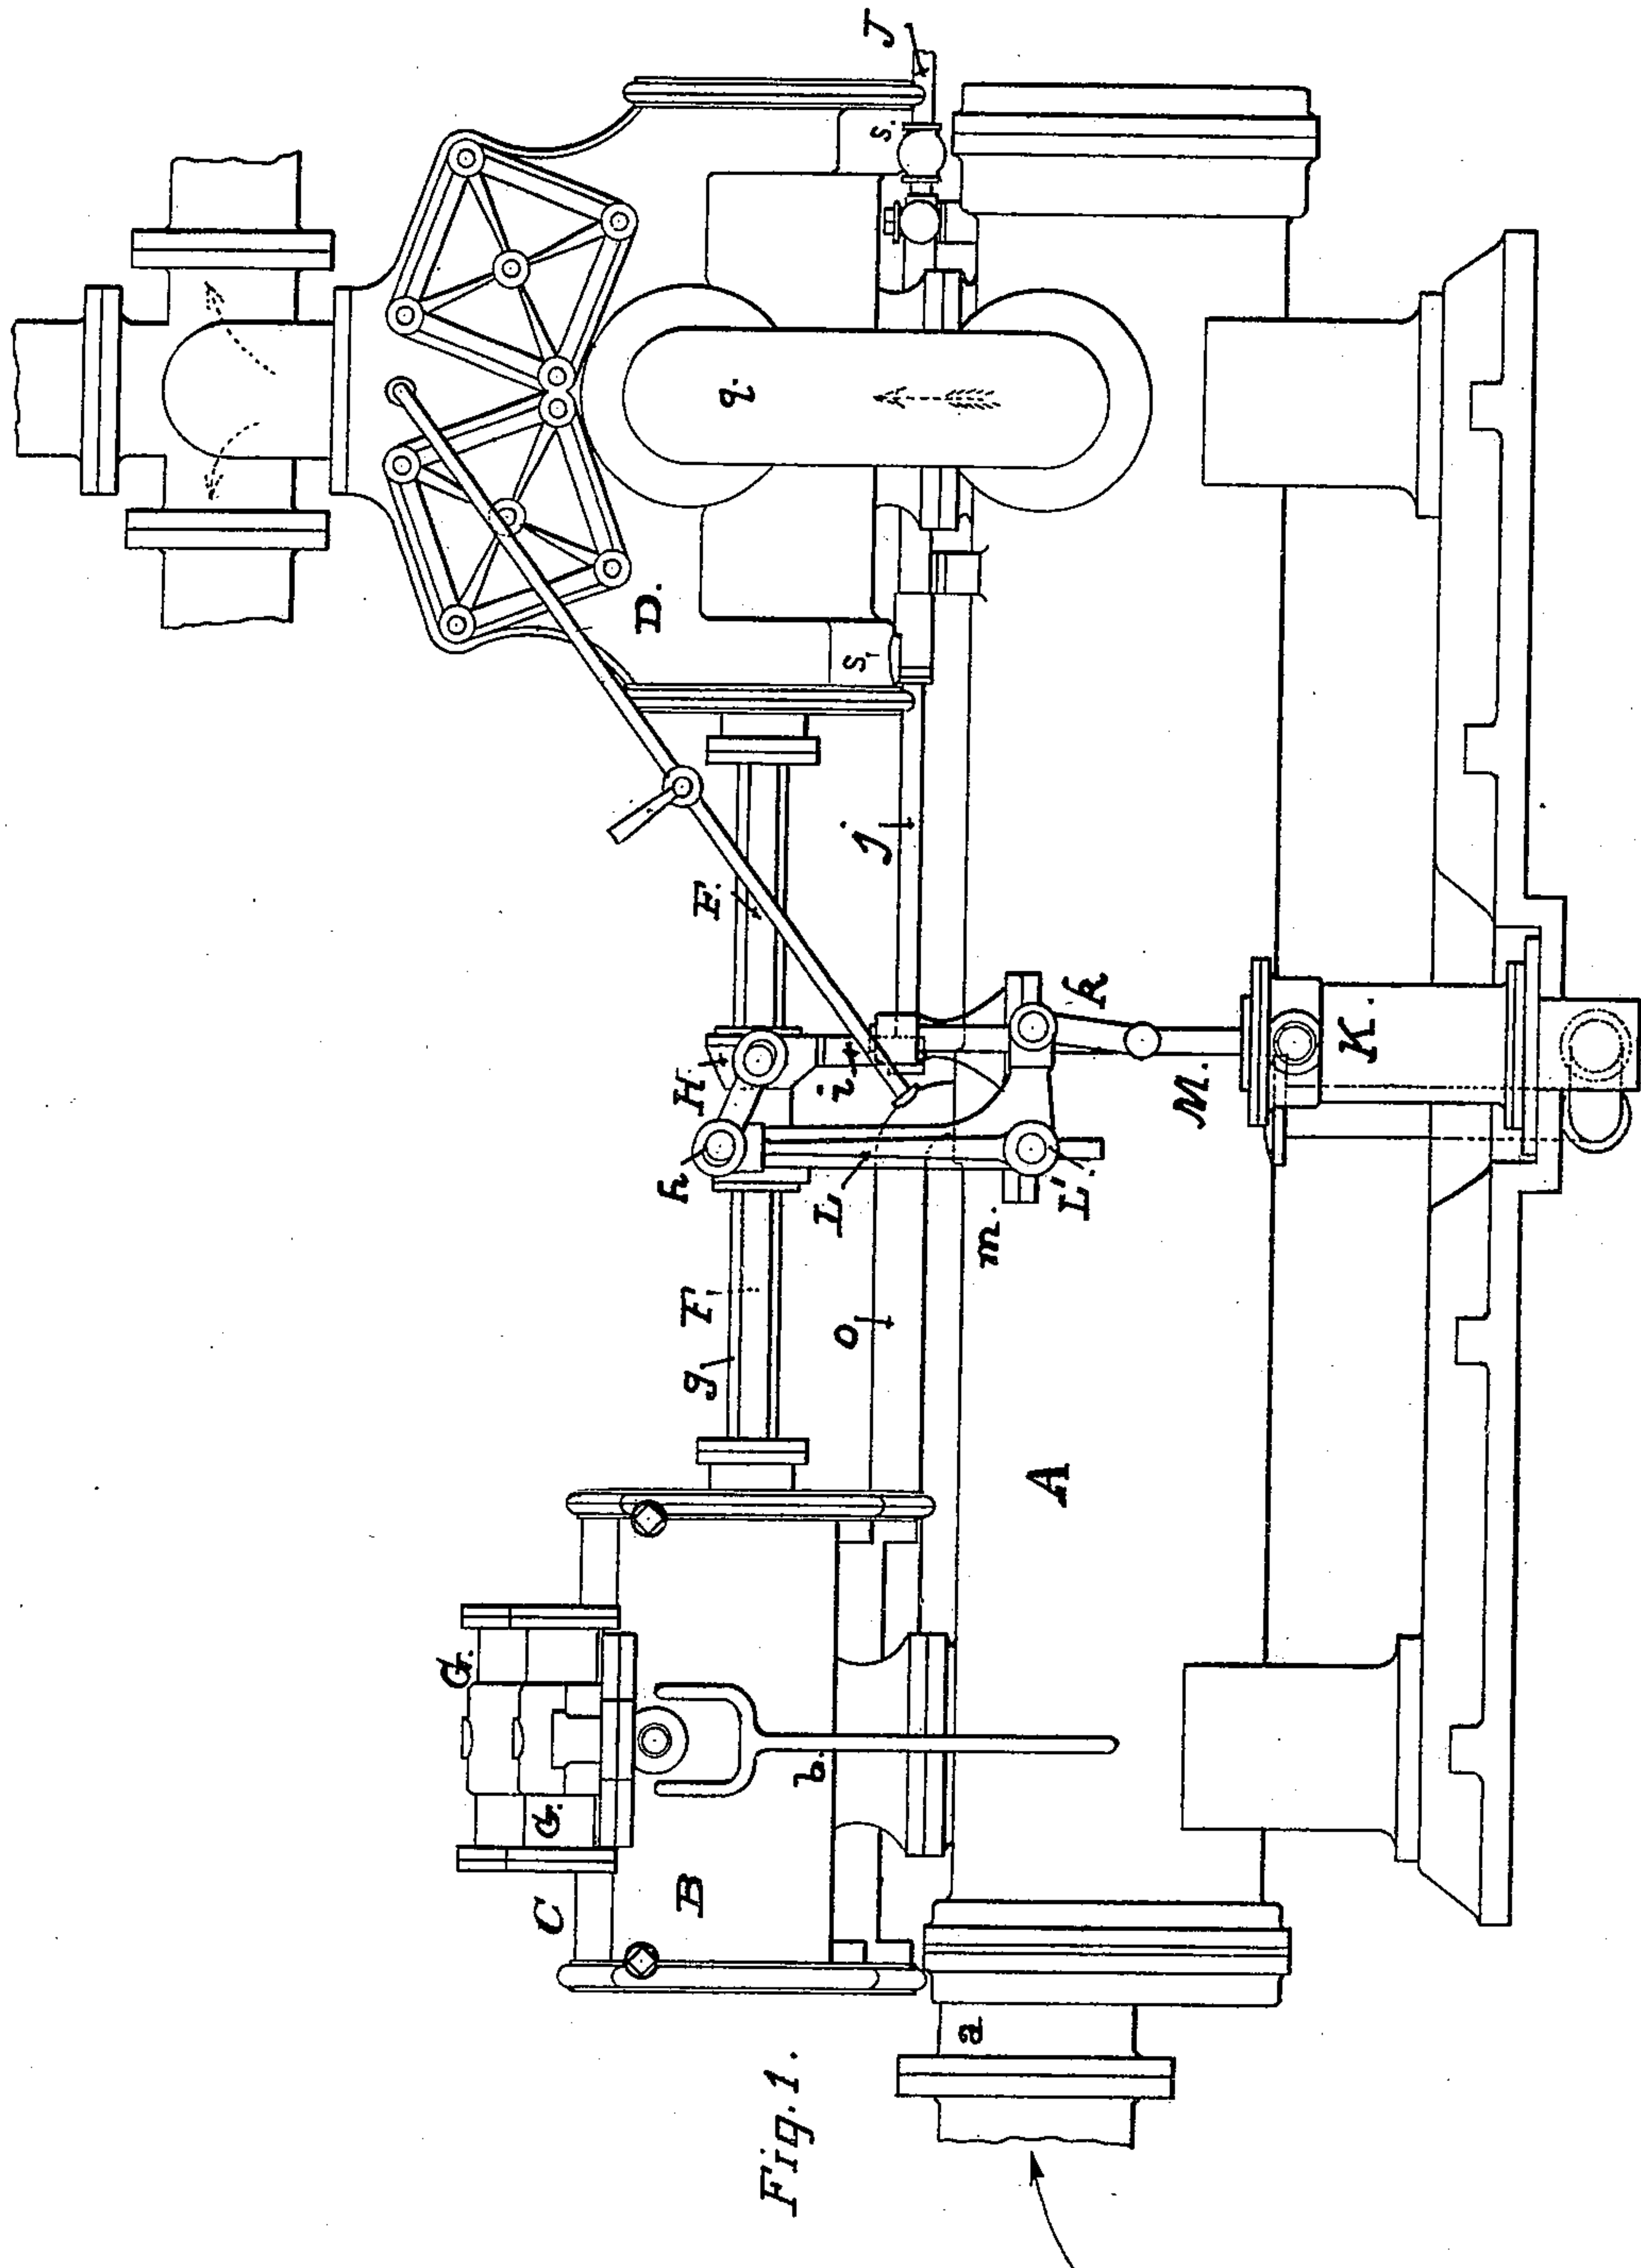 Fig. 1.
J
S.
q.
D.
S,
j
E.
H.
i
h
k
K.
M.
L
L'.
m.
F
g
o
A
G.
G.
b.
C
B
a